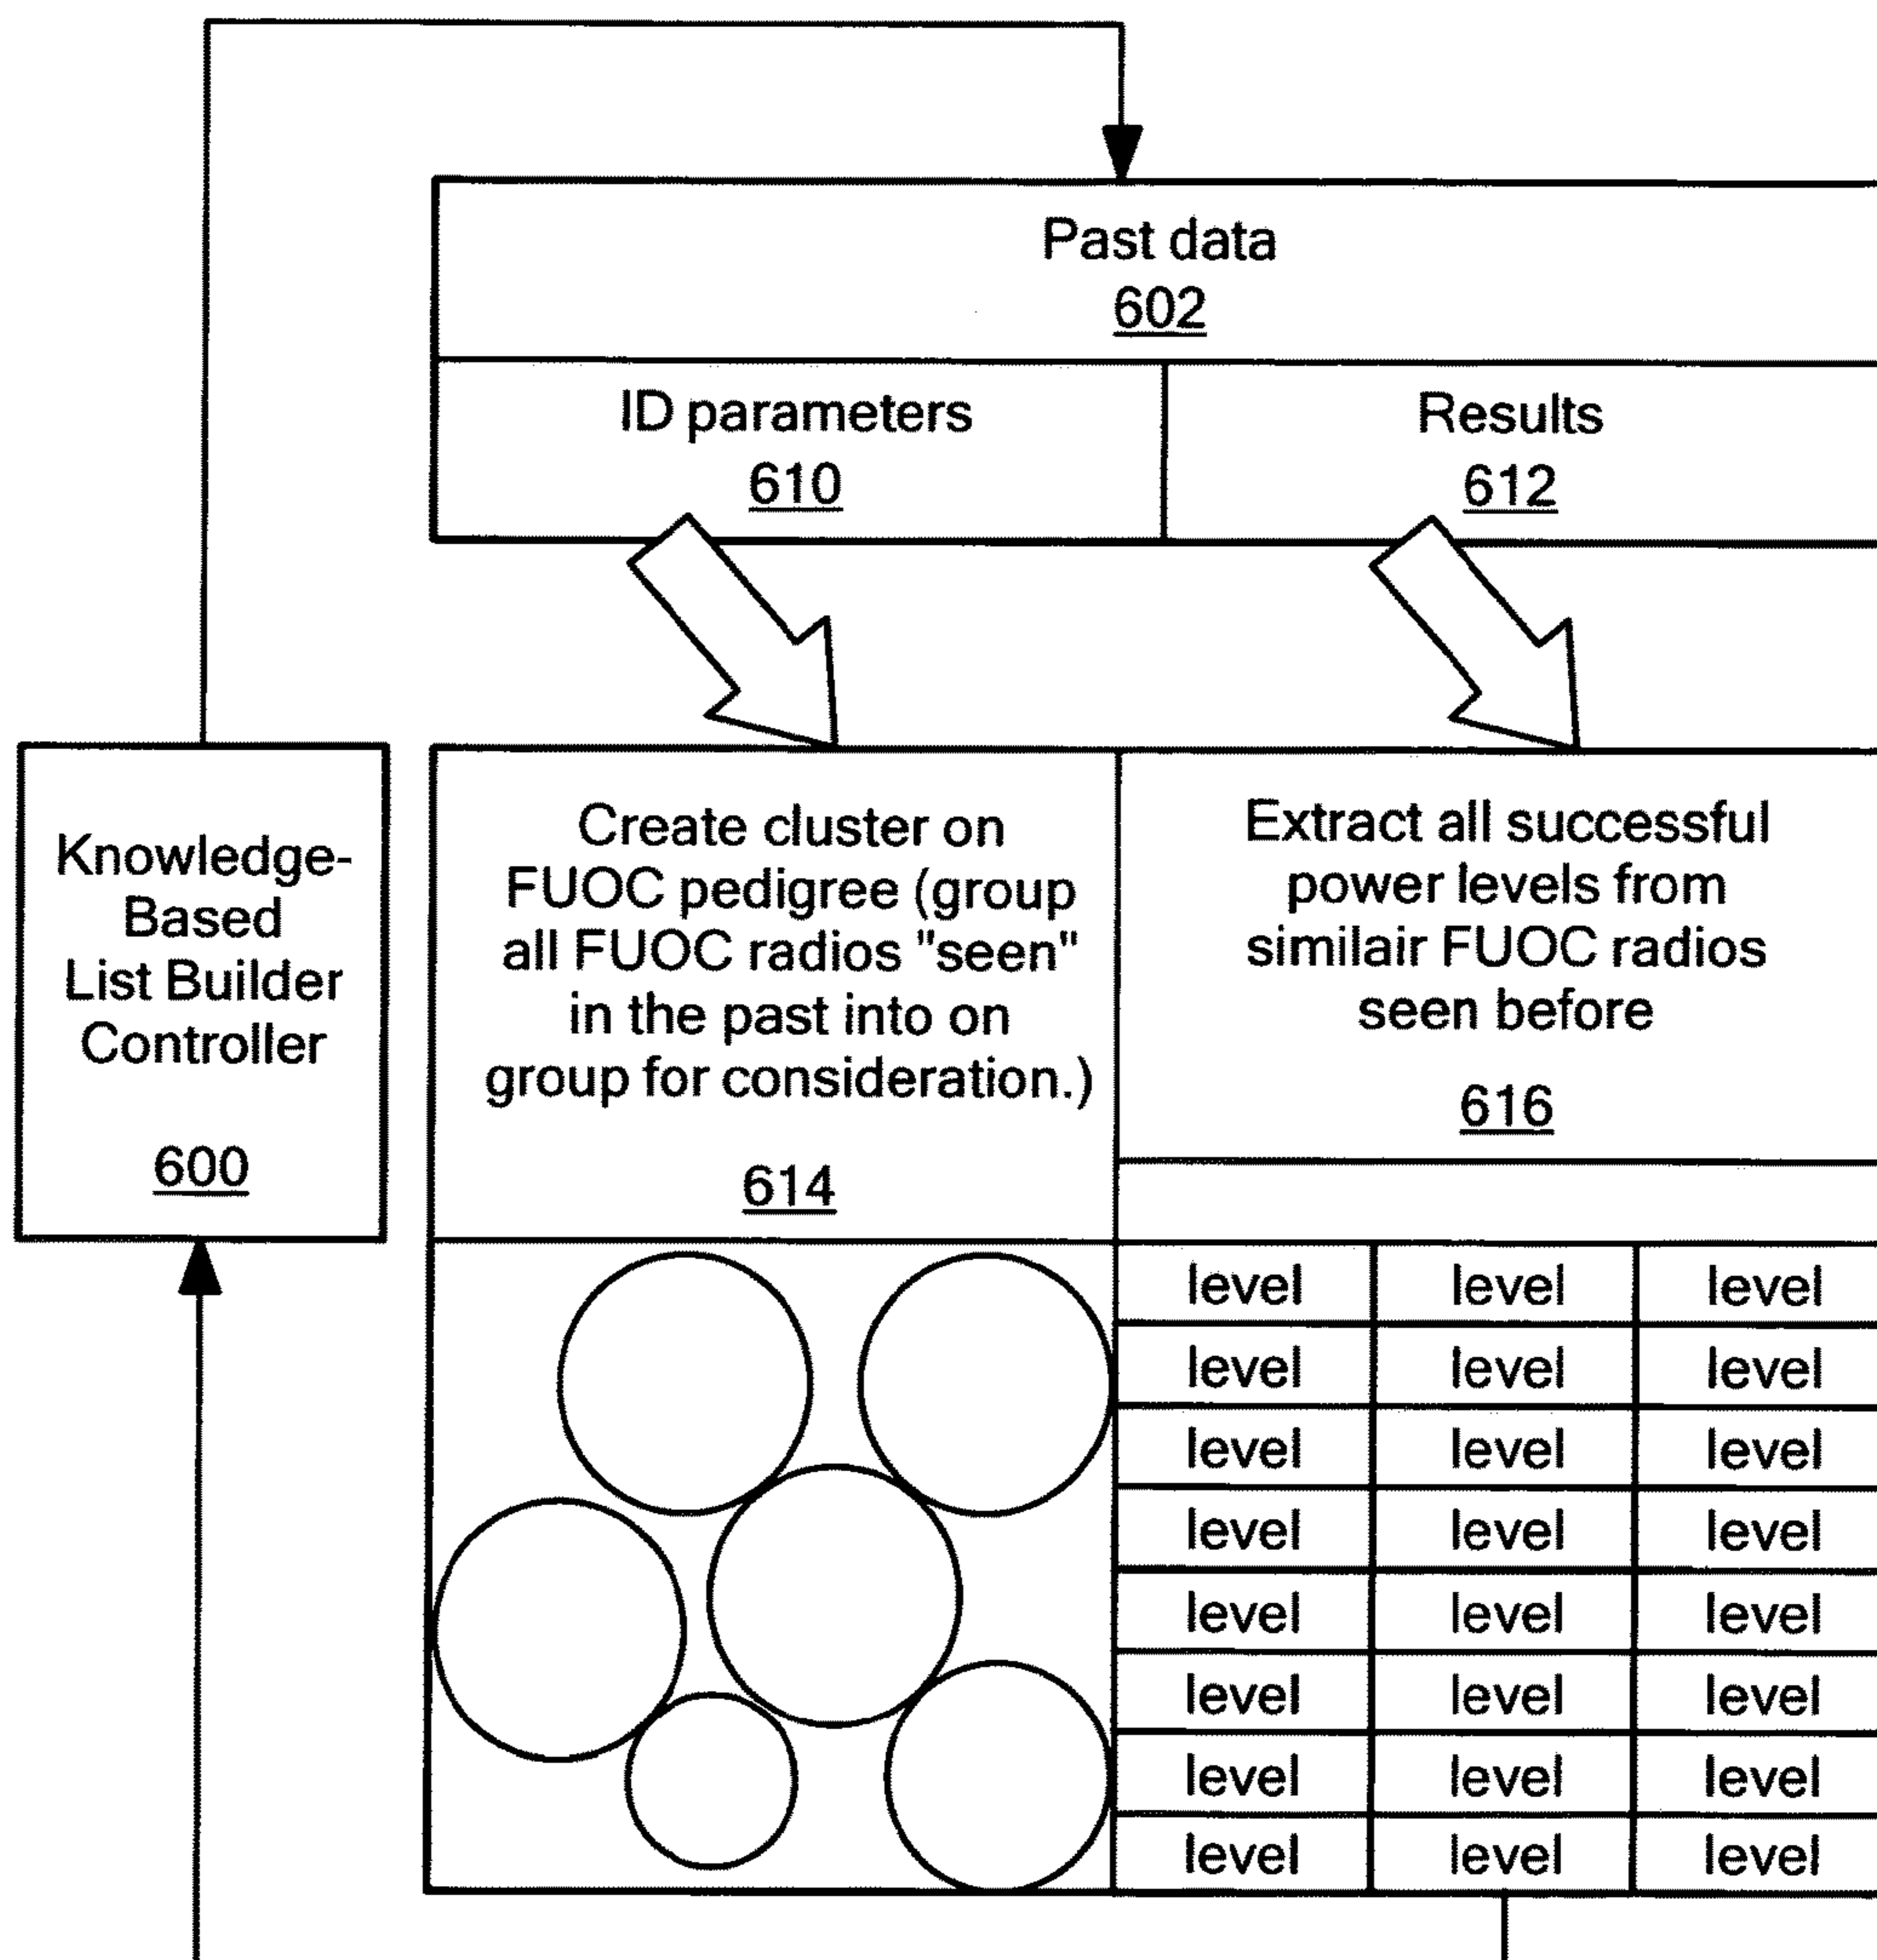 Past data
602
ID parameters
610
Results
612
Knowledge-
Based
List Builder
Controller
600
Create cluster on
FUOC pedigree (group
all FUOC radios "seen"
in the past into on
group for consideration.)
614
Extract all successful
power levels from
similair FUOC radios
seen before
616
level level level
level level level
level level level
level level level
level level level
level level level
level level level
level level level